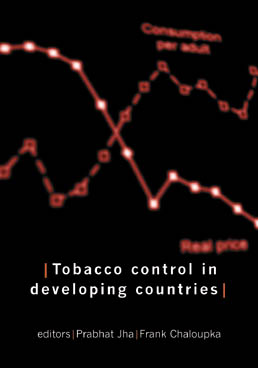 Consumption
per adult
Real price
|Tobacco control in
developing countries|
editors|Prabhat Jha|Frank Chaloupka